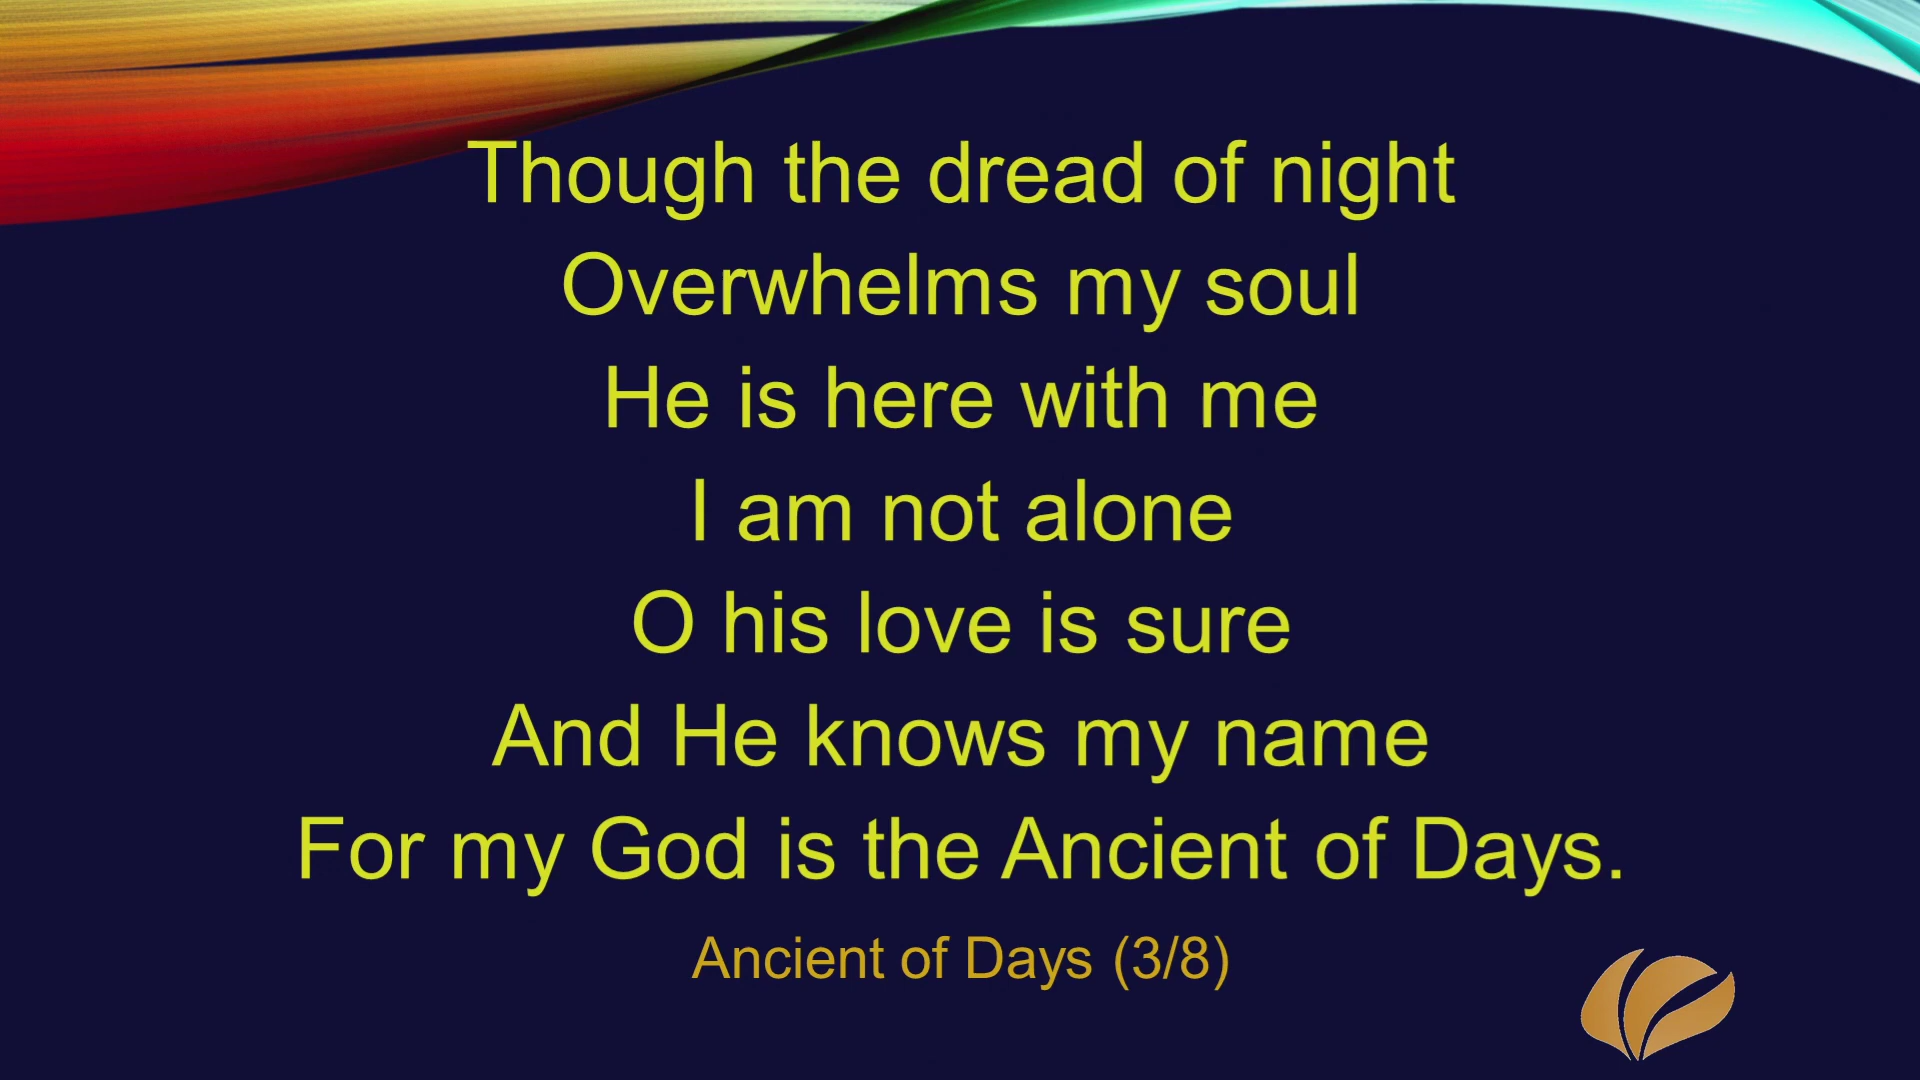 Though the dread of night
Overwhelms my soul
He is here with me
I am not alone
O his love is sure
And He knows my name
For my God is the Ancient of Days.
Ancient of Days (3/8)